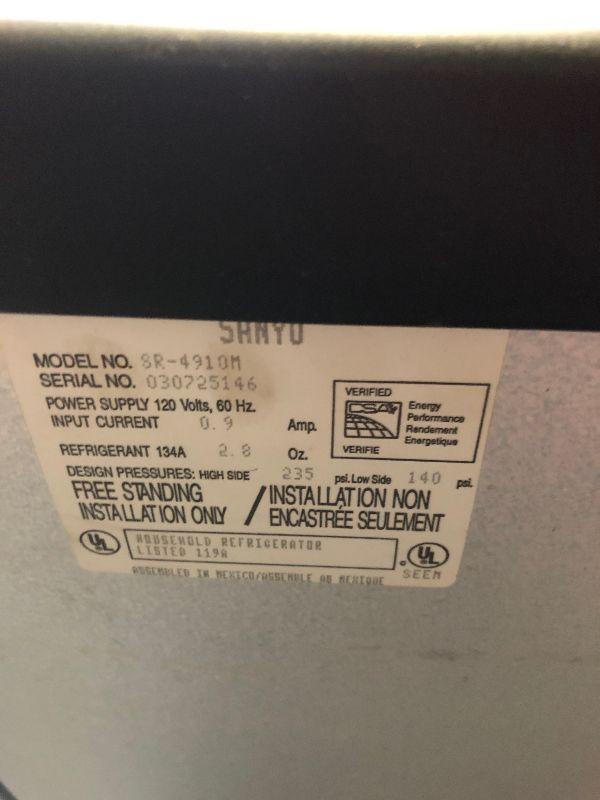 SANYO
MODEL NO. SR-4910M
SERIAL NO. 030725146
POWER SUPPLY 120 Volts, 60 Hz.
INPUT CURRENT 0.9 Amp.
REFRIGERANT 134A 2.8 Oz.
DESIGN PRESSURES: HIGH SIDE 235 psi. Low Side 140 psi.
FREE STANDING INSTALLATION ONLY / INSTALLATION NON ENCASTRÉE SEULEMENT
VERIFIED
CSA
Energy
Performance
Rendement
Energetique
VERIFIE
UL
HOUSEHOLD REFRIGERATOR
LISTED 119A
UL
SEEM
ASSEMBLED IN MEXICO/ASSEMBLE AU MEXIQUE